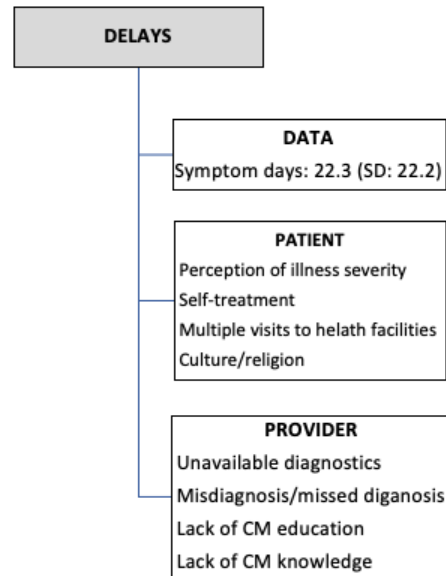 DELAYS
DATA
Symptom days: 22.3 (SD: 22.2)
PATIENT
Perception of illness severity
Self-treatment
Multiple visits to helath facilities
Culture/religion
PROVIDER
Unavailable diagnostics
Misdiagnosis/missed diganosis
Lack of CM education
Lack of CM knowledge